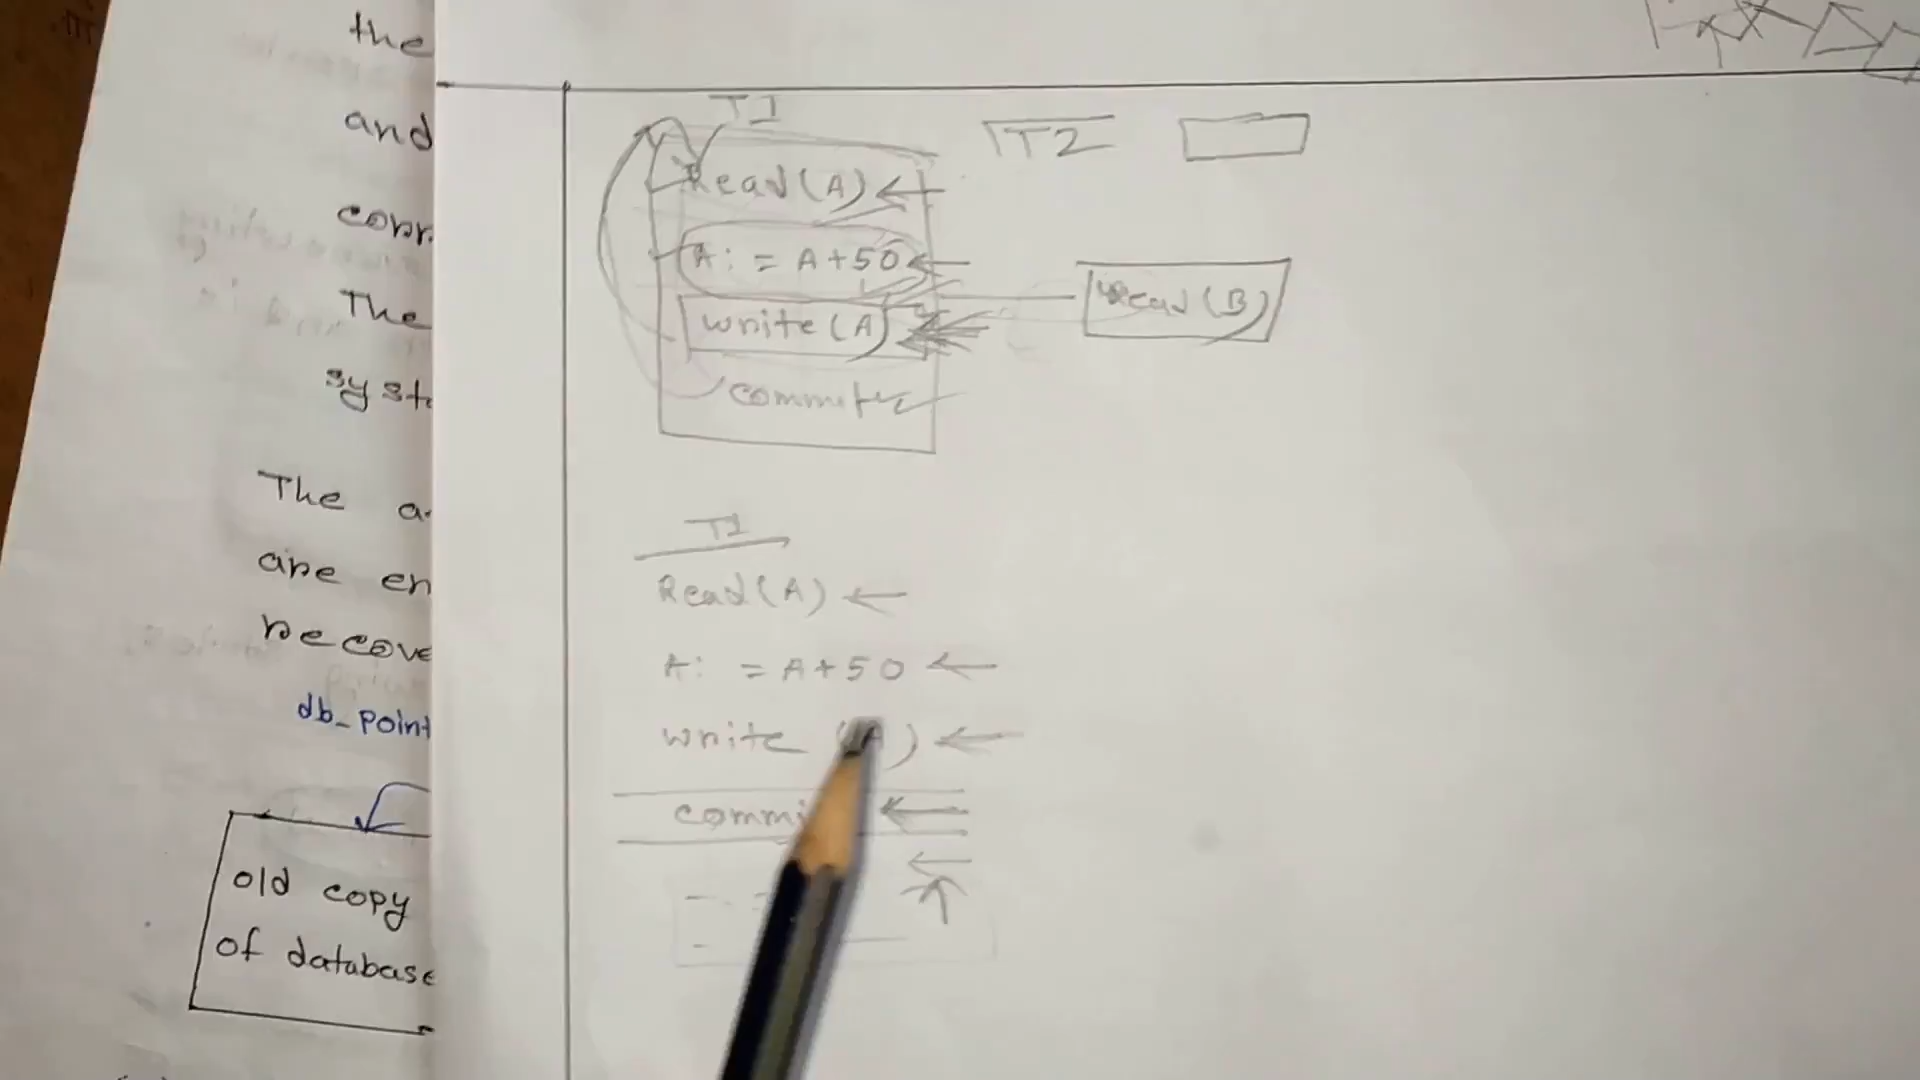 the
and
The
syst
The a
are en
recove
db_point
old copy
of database
T1
T2
Read(A)
A: = A+50
write(A)
Read(B)
commit
T1
Read(A)
A: = A+50
write (A)
commi